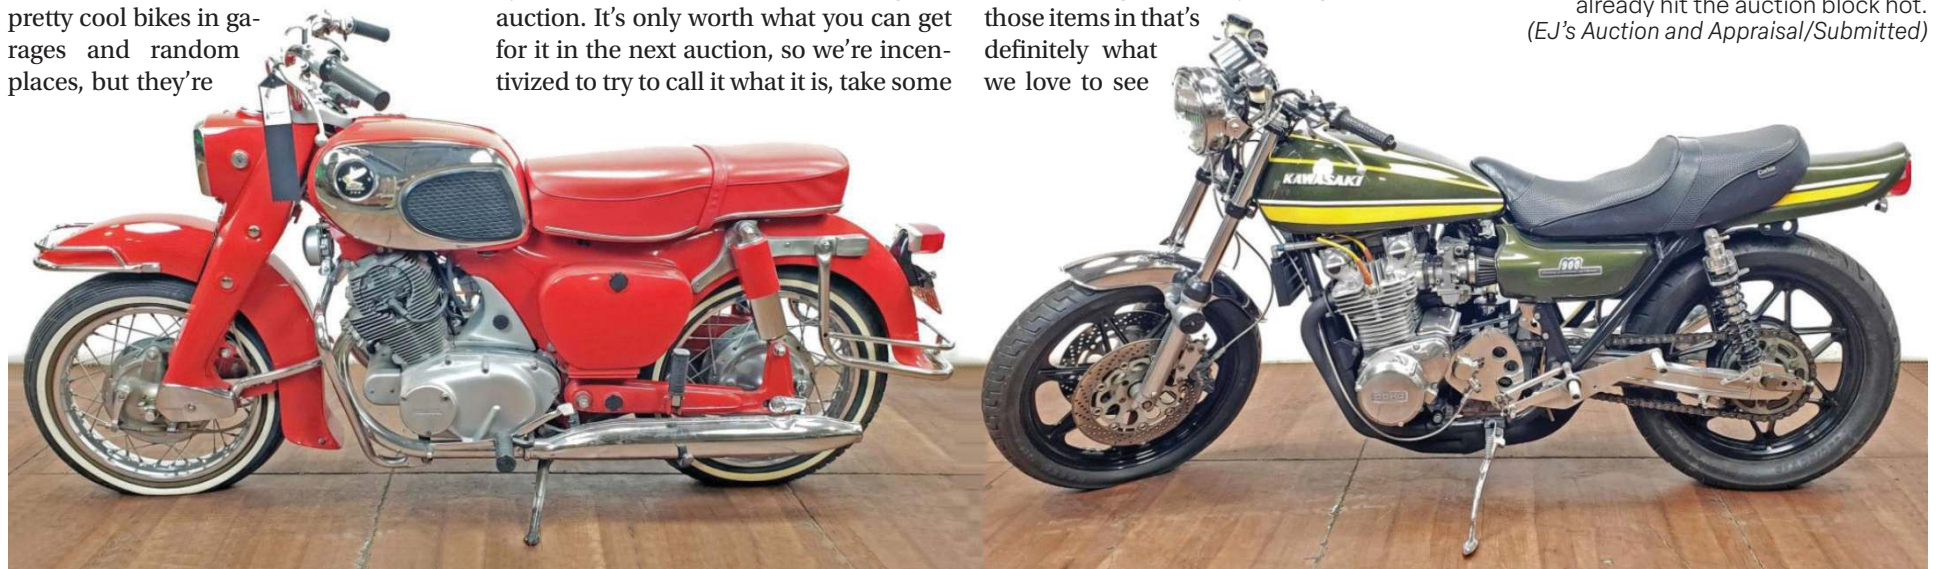 pretty cool bikes in ga-
rages and random
places, but they're
auction. It's only worth what you can get
for it in the next auction, so we're incen-
tivized to try to call it what it is, take some
those items in that's
definitely what
we love to see
already hit the auction block hot.
(EJ's Auction and Appraisal/Submitted)
KAWASAKI
900